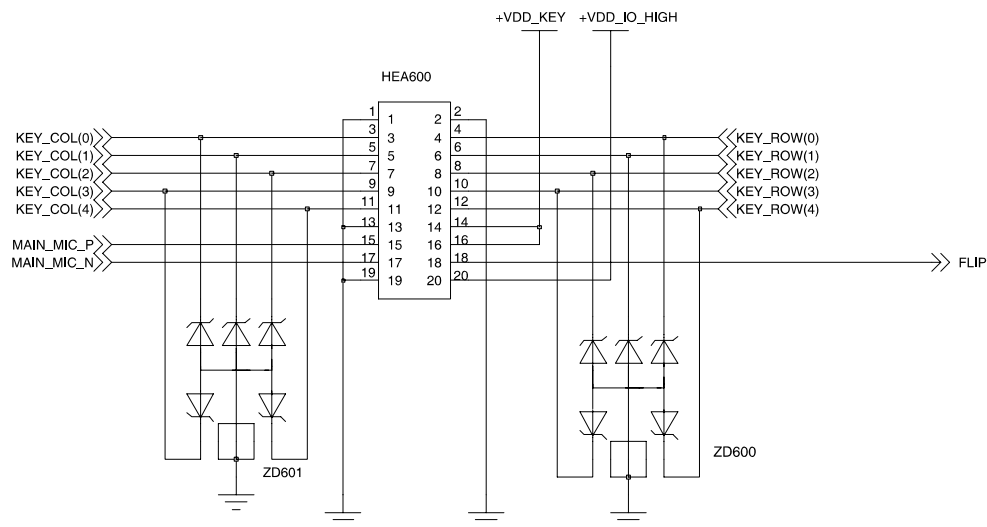 +VDD_KEY +VDD_IO_HIGH
HEA600
1 1 2 2
KEY_COL(0) 3 3 4 4 KEY_ROW(0)
KEY_COL(1) 5 5 6 6 KEY_ROW(1)
KEY_COL(2) 7 7 8 8 KEY_ROW(2)
KEY_COL(3) 9 9 10 10 KEY_ROW(3)
KEY_COL(4) 11 11 12 12 KEY_ROW(4)
13 13 14 14
MAIN_MIC_P 15 15 16 16
MAIN_MIC_N 17 17 18 18 FLIP
19 19 20 20
ZD601
ZD600